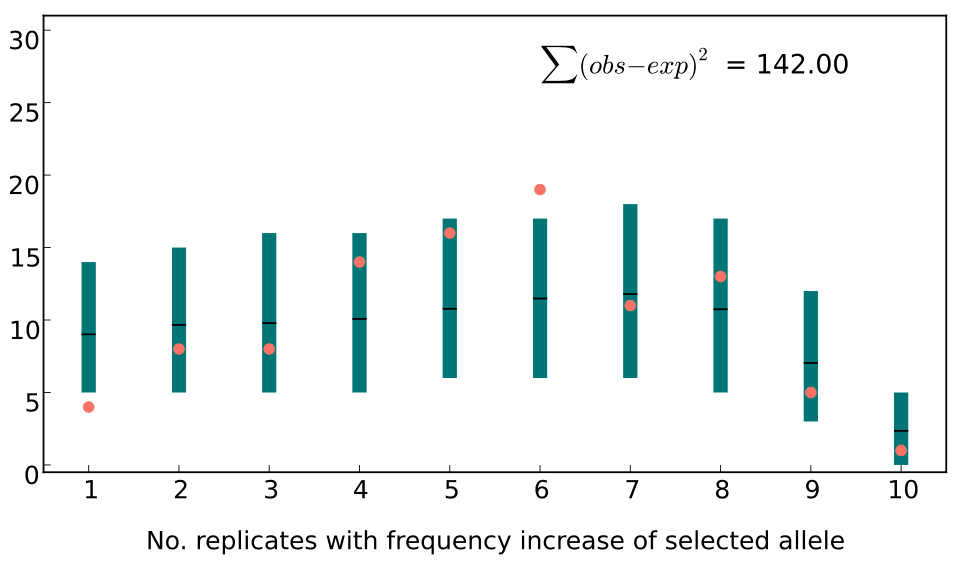 30
∑(obs−exp)² = 142.00
25
20
15
10
5
0
1 2 3 4 5 6 7 8 9 10
No. replicates with frequency increase of selected allele